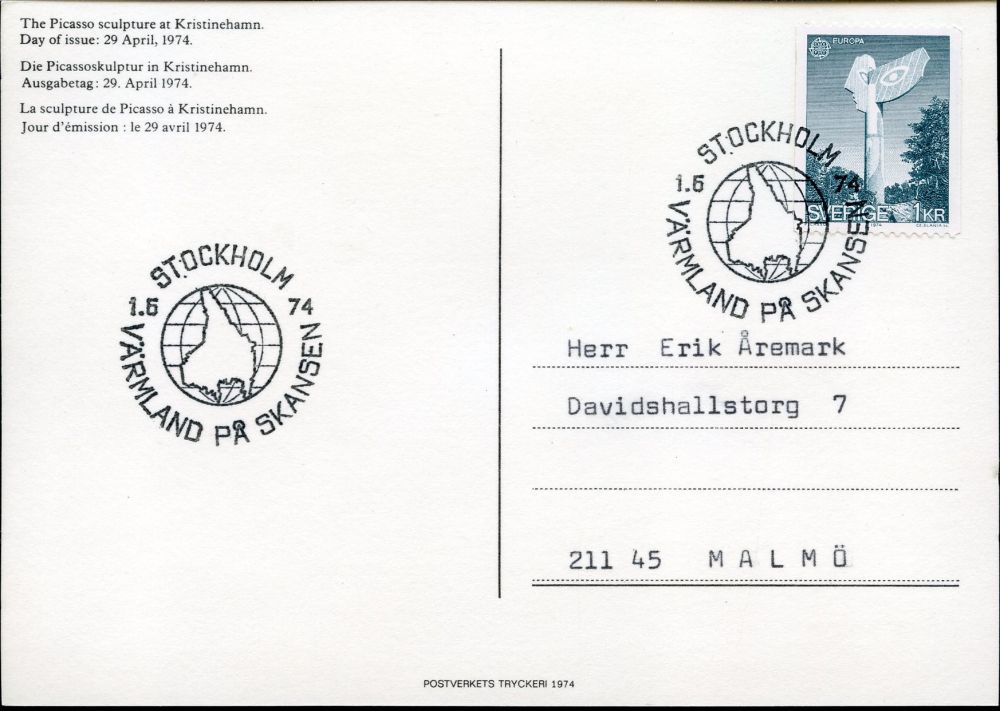 The Picasso sculpture at Kristinehamn.
Day of issue: 29 April, 1974.
Die Picassoskulptur in Kristinehamn.
Ausgabetag: 29. April 1974.
La sculpture de Picasso à Kristinehamn.
Jour d'émission : le 29 avril 1974.
EUROPA
SVERIGE 1 KR
STOCKHOLM
1.6 74
VÄRMLAND PÅ SKANSEN
STOCKHOLM
1.6 74
VÄRMLAND PÅ SKANSEN
Herr Erik Åremark
Davidshallstorg 7
211 45 MALMÖ
POSTVERKETS TRYCKERI 1974